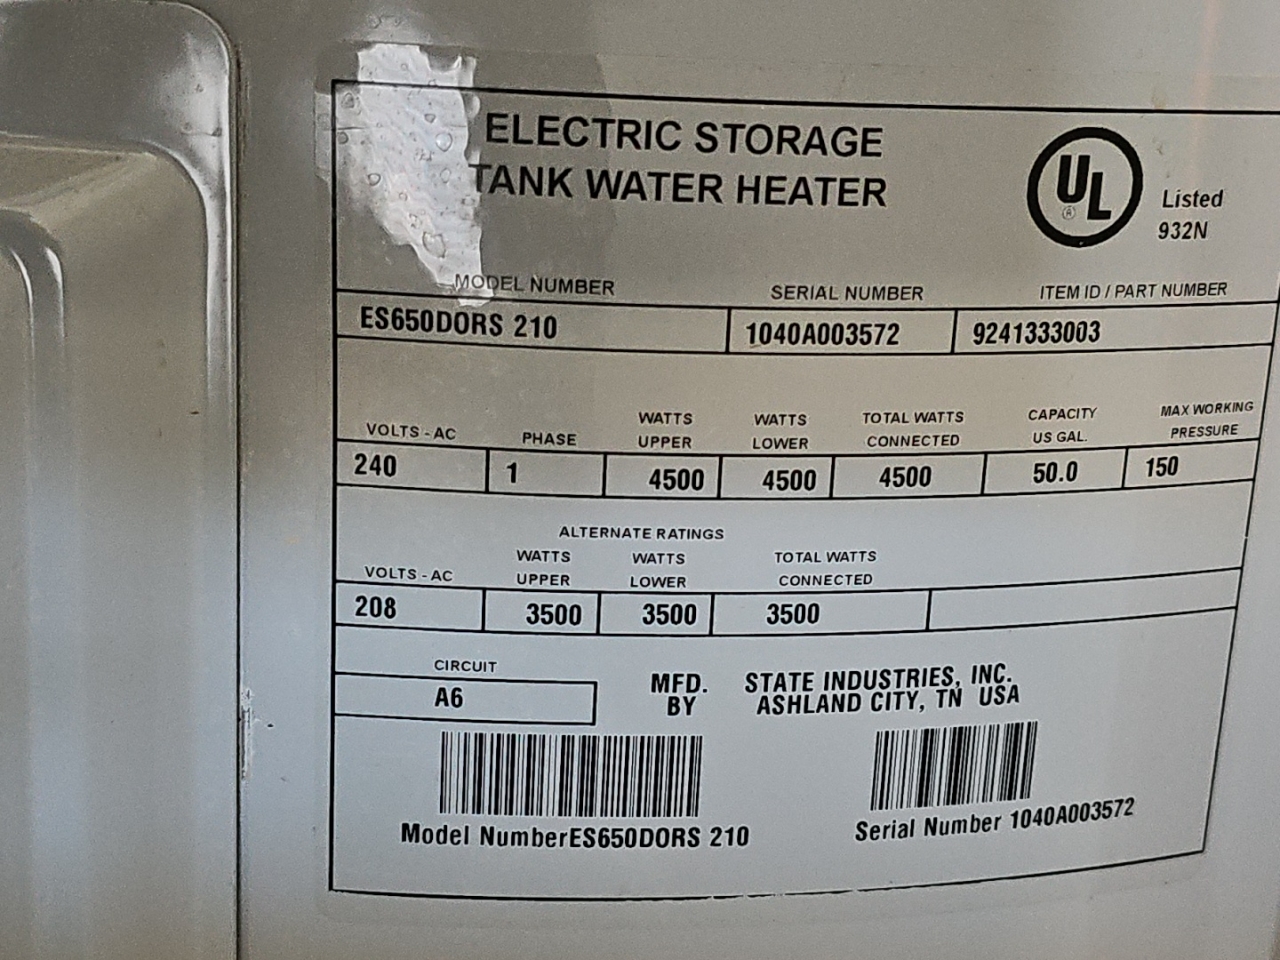 ELECTRIC STORAGE
TANK WATER HEATER
UL
®
Listed
932N
MODEL NUMBER SERIAL NUMBER ITEM ID / PART NUMBER
ES650DORS 210 1040A003572 9241333003
VOLTS - AC PHASE WATTS UPPER WATTS LOWER TOTAL WATTS CONNECTED CAPACITY US GAL. MAX WORKING PRESSURE
240 1 4500 4500 4500 50.0 150
ALTERNATE RATINGS
VOLTS - AC WATTS UPPER WATTS LOWER TOTAL WATTS CONNECTED
208 3500 3500 3500
CIRCUIT
A6
MFD. BY
STATE INDUSTRIES, INC.
ASHLAND CITY, TN USA
Model NumberES650DORS 210
Serial Number 1040A003572